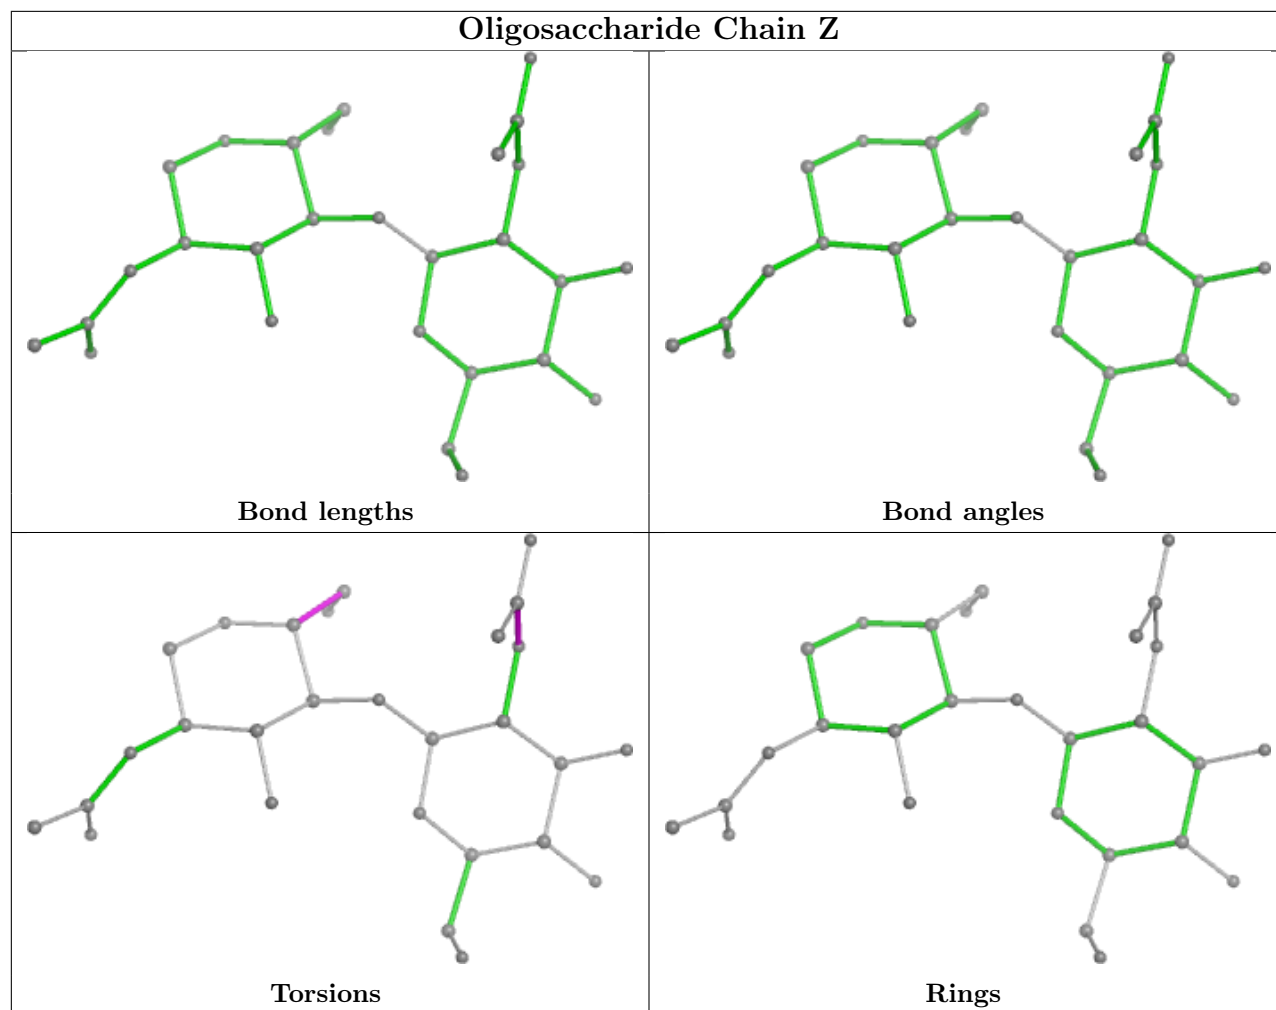 Oligosaccharide Chain Z
Bond lengths
Bond angles
Torsions
Rings